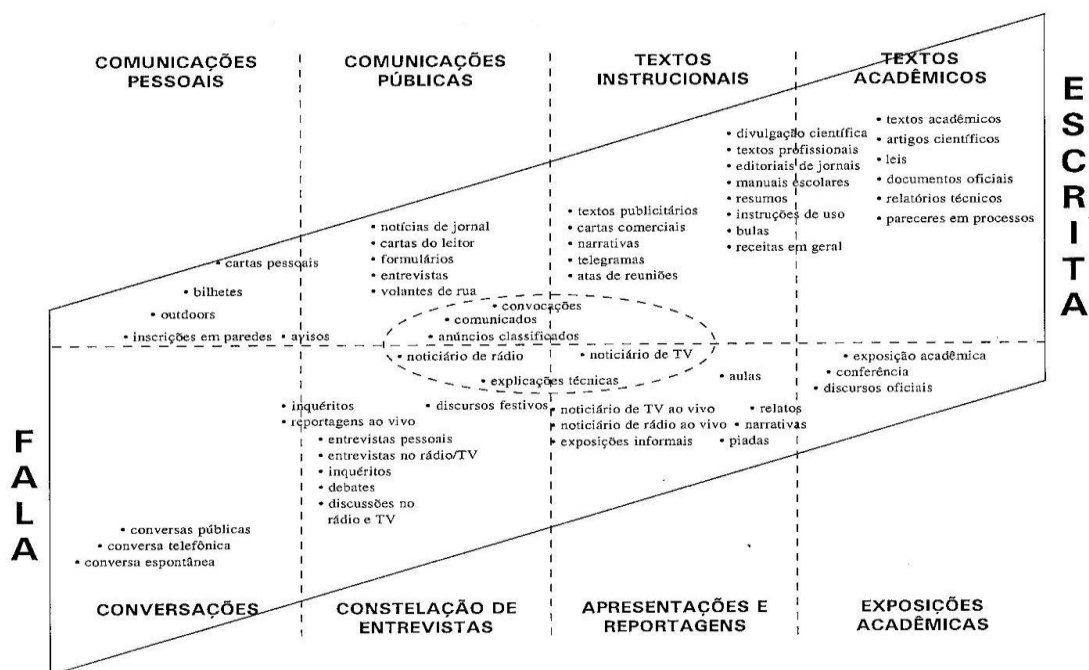 COMUNICAÇÕES
PESSOAIS
COMUNICAÇÕES
PÚBLICAS
TEXTOS
INSTRUCIONAIS
TEXTOS
ACADÊMICOS
ESCRITA
• cartas pessoais
• bilhetes
• outdoors
• inscrições em paredes
• avisos
• notícias de jornal
• cartas do leitor
• formulários
• entrevistas
• volantes de rua
• convocações
• comunicados
• anúncios classificados
• textos publicitários
• cartas comerciais
• narrativas
• telegramas
• atas de reuniões
• divulgação científica
• textos profissionais
• editoriais de jornais
• manuais escolares
• resumos
• instruções de uso
• bulas
• receitas em geral
• textos acadêmicos
• artigos científicos
• leis
• documentos oficiais
• relatórios técnicos
• pareceres em processos
FALA
• noticiário de rádio
• noticiário de TV
• explicações técnicas
• inquéritos
• reportagens ao vivo
• discursos festivos
• entrevistas pessoais
• entrevistas no rádio/TV
• inquéritos
• debates
• discussões no
rádio e TV
• conversas públicas
• conversa telefônica
• conversa espontânea
• aulas
• noticiário de TV ao vivo
• relatos
• noticiário de rádio ao vivo
• narrativas
• exposições informais
• piadas
• exposição acadêmica
• conferência
• discursos oficiais
CONVERSAÇÕES
CONSTELAÇÃO DE
ENTREVISTAS
APRESENTAÇÕES E
REPORTAGENS
EXPOSIÇÕES
ACADÊMICAS